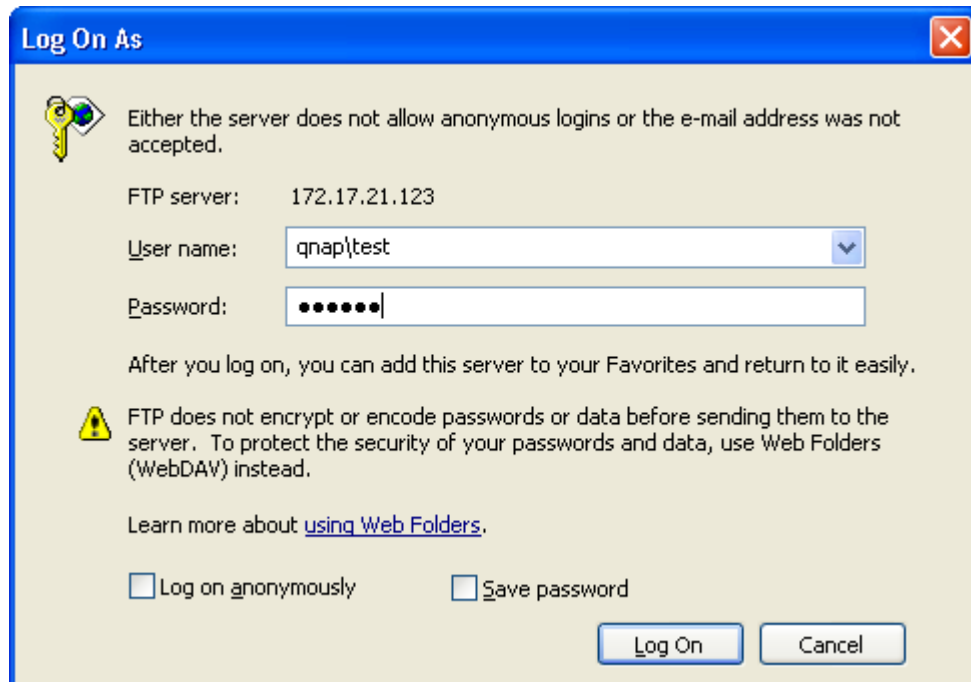 Log On As
Either the server does not allow anonymous logins or the e-mail address was not
accepted.
FTP server: 172.17.21.123
User name: qnap\test
Password: ●●●●●●
After you log on, you can add this server to your Favorites and return to it easily.
FTP does not encrypt or encode passwords or data before sending them to the
server.  To protect the security of your passwords and data, use Web Folders
(WebDAV) instead.
Learn more about using Web Folders.
Log on anonymously Save password
Log On Cancel